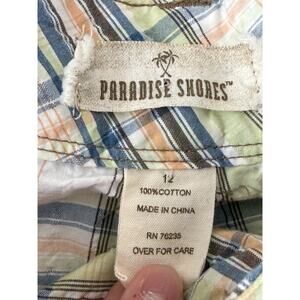 PARADISE SHORES™
12
100%COTTON
MADE IN CHINA
RN 76235
OVER FOR CARE